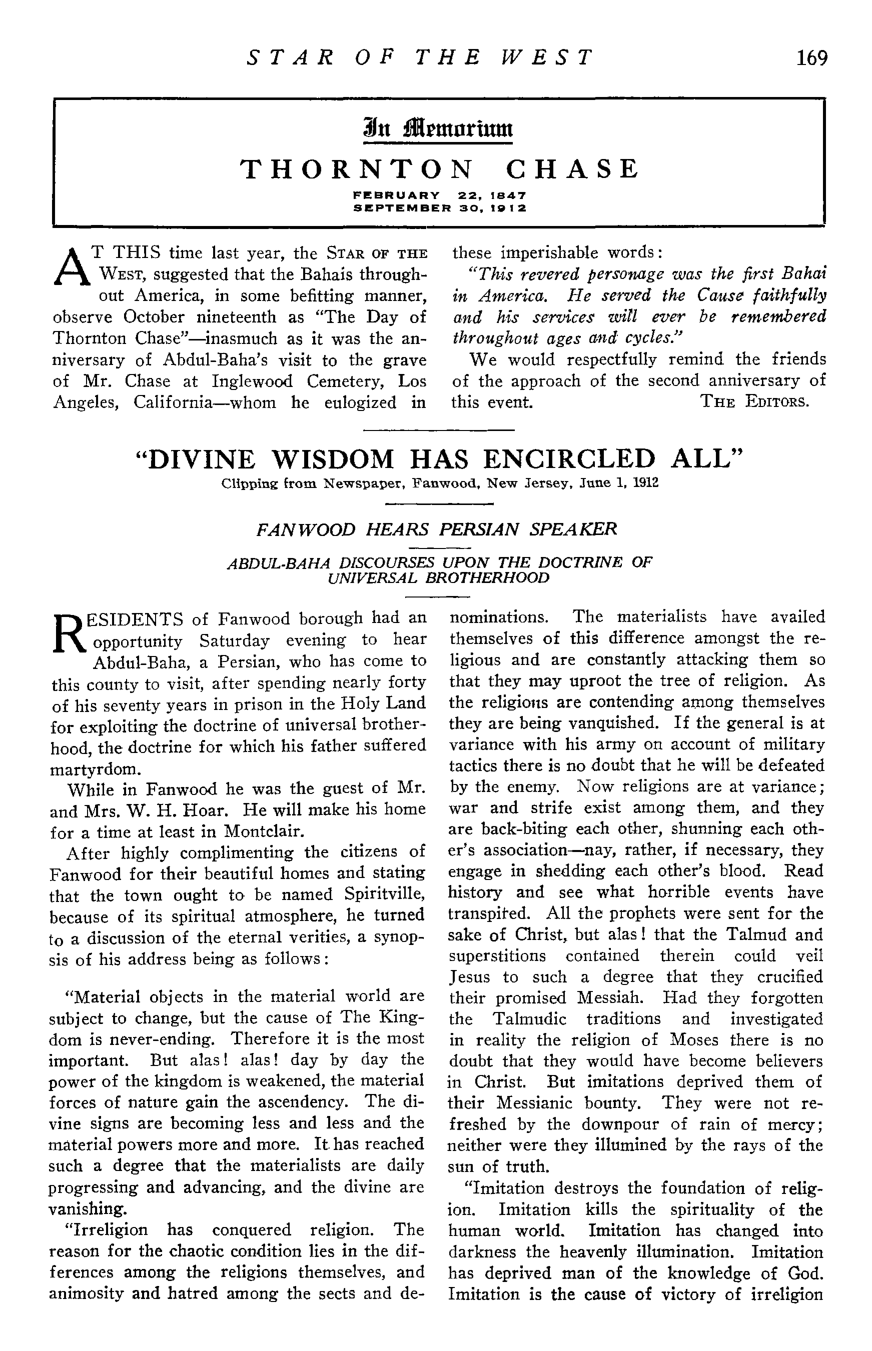 STAR OF THE WEST 169
In Memoriam
THORNTON CHASE
FEBRUARY 22, 1847
SEPTEMBER 30, 1912
AT THIS time last year, the STAR OF THE
WEST, suggested that the Bahais through-
out America, in some befitting manner,
observe October nineteenth as "The Day of
Thornton Chase"—inasmuch as it was the an-
niversary of Abdul-Baha's visit to the grave
of Mr. Chase at Inglewood Cemetery, Los
Angeles, California—whom he eulogized in
these imperishable words:
"This revered personage was the first Bahai
in America. He served the Cause faithfully
and his services will ever be remembered
throughout ages and cycles."
We would respectfully remind the friends
of the approach of the second anniversary of
this event. THE EDITORS.
"DIVINE WISDOM HAS ENCIRCLED ALL"
Clipping from Newspaper, Fanwood, New Jersey, June 1, 1912
FANWOOD HEARS PERSIAN SPEAKER
ABDUL-BAHA DISCOURSES UPON THE DOCTRINE OF
UNIVERSAL BROTHERHOOD
RESIDENTS of Fanwood borough had an
opportunity Saturday evening to hear
Abdul-Baha, a Persian, who has come to
this county to visit, after spending nearly forty
of his seventy years in prison in the Holy Land
for exploiting the doctrine of universal brother-
hood, the doctrine for which his father suffered
martyrdom.
While in Fanwood he was the guest of Mr.
and Mrs. W. H. Hoar. He will make his home
for a time at least in Montclair.
After highly complimenting the citizens of
Fanwood for their beautiful homes and stating
that the town ought to be named Spiritville,
because of its spiritual atmosphere, he turned
to a discussion of the eternal verities, a synop-
sis of his address being as follows:
"Material objects in the material world are
subject to change, but the cause of The King-
dom is never-ending. Therefore it is the most
important. But alas! alas! day by day the
power of the kingdom is weakened, the material
forces of nature gain the ascendency. The di-
vine signs are becoming less and less and the
material powers more and more. It has reached
such a degree that the materialists are daily
progressing and advancing, and the divine are
vanishing.
"Irreligion has conquered religion. The
reason for the chaotic condition lies in the dif-
ferences among the religions themselves, and
animosity and hatred among the sects and de-
nominations. The materialists have availed
themselves of this difference amongst the re-
ligious and are constantly attacking them so
that they may uproot the tree of religion. As
the religions are contending among themselves
they are being vanquished. If the general is at
variance with his army on account of military
tactics there is no doubt that he will be defeated
by the enemy. Now religions are at variance;
war and strife exist among them, and they
are back-biting each other, shunning each oth-
er's association—nay, rather, if necessary, they
engage in shedding each other's blood. Read
history and see what horrible events have
transpired. All the prophets were sent for the
sake of Christ, but alas! that the Talmud and
superstitions contained therein could veil
Jesus to such a degree that they crucified
their promised Messiah. Had they forgotten
the Talmudic traditions and investigated
in reality the religion of Moses there is no
doubt that they would have become believers
in Christ. But imitations deprived them of
their Messianic bounty. They were not re-
freshed by the downpour of rain of mercy;
neither were they illumined by the rays of the
sun of truth.
"Imitation destroys the foundation of relig-
ion. Imitation kills the spirituality of the
human world. Imitation has changed into
darkness the heavenly illumination. Imitation
has deprived man of the knowledge of God.
Imitation is the cause of victory of irreligion